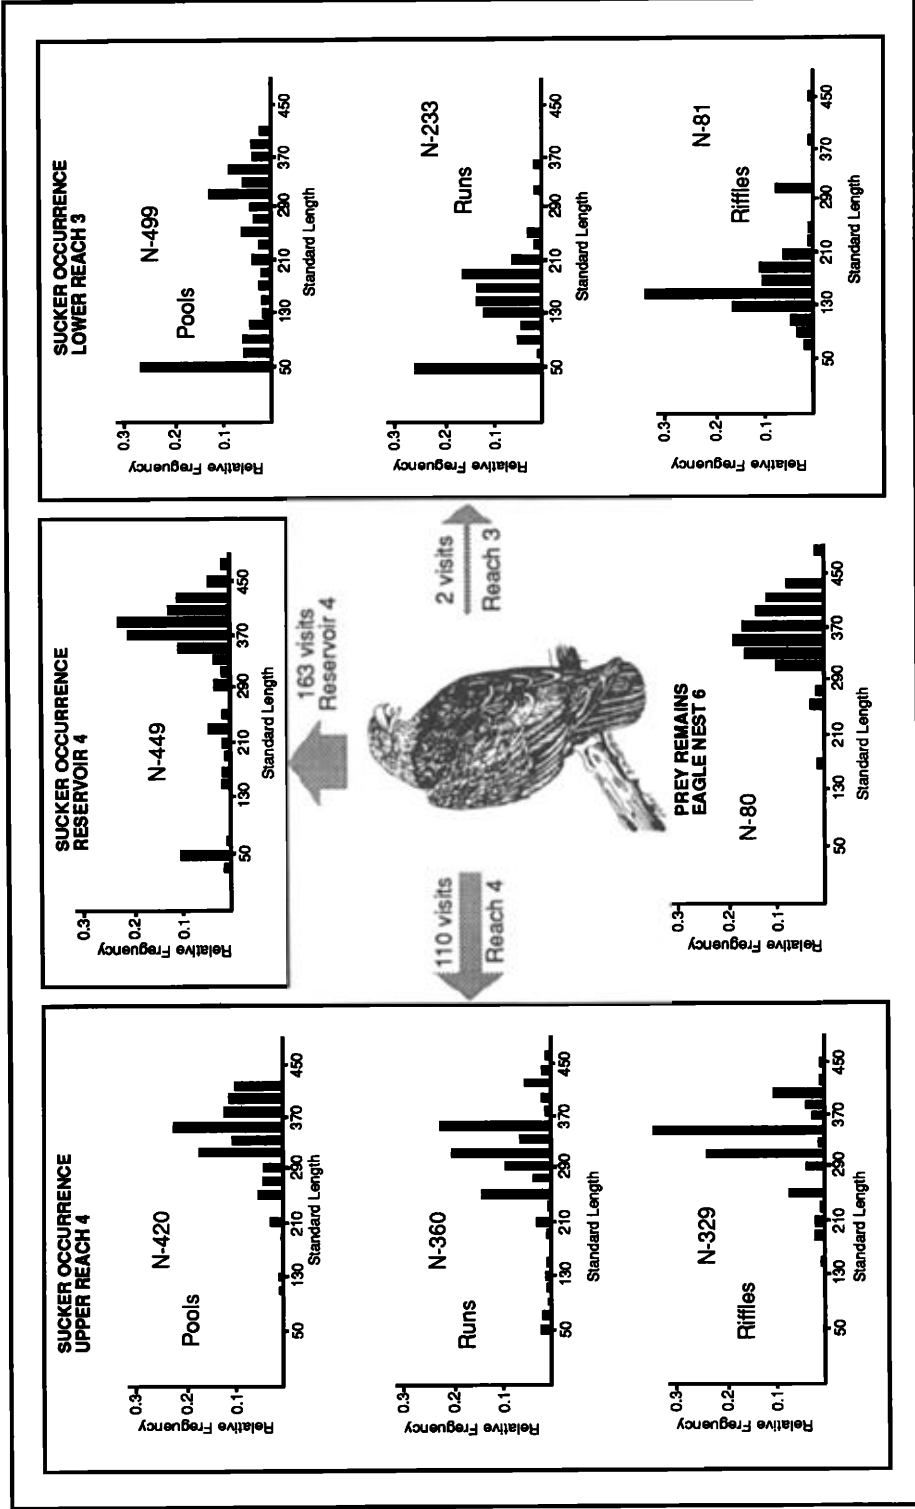 SUCKER OCCURRENCE
UPPER REACH 4
Relative Freguency
0.3
0.2
0.1
Pools
N-420
50 130 210 290 370 450
Standard Length
Relative Freguency
0.3
0.2
0.1
Runs
N-360
50 130 210 290 370 450
Standard Length
Relative Freguency
0.3
0.2
0.1
Riffles
N-329
50 130 210 290 370 450
Standard Length
SUCKER OCCURRENCE
RESERVOIR 4
Relative Freguency
0.3
0.2
0.1
N-449
50 130 210 290 370 450
Standard Length
163 visits
Reservoir 4
110 visits
Reach 4
2 visits
Reach 3
PREY REMAINS
EAGLE NEST 6
Relative Freguency
0.3
0.2
0.1
N-80
50 130 210 290 370 450
Standard Length
SUCKER OCCURRENCE
LOWER REACH 3
Relative Freguency
0.3
0.2
0.1
Pools
N-499
50 130 210 290 370 450
Standard Length
Relative Freguency
0.3
0.2
0.1
Runs
N-233
50 130 210 290 370 450
Standard Length
Relative Freguency
0.3
0.2
0.1
Riffles
N-81
50 130 210 290 370 450
Standard Length